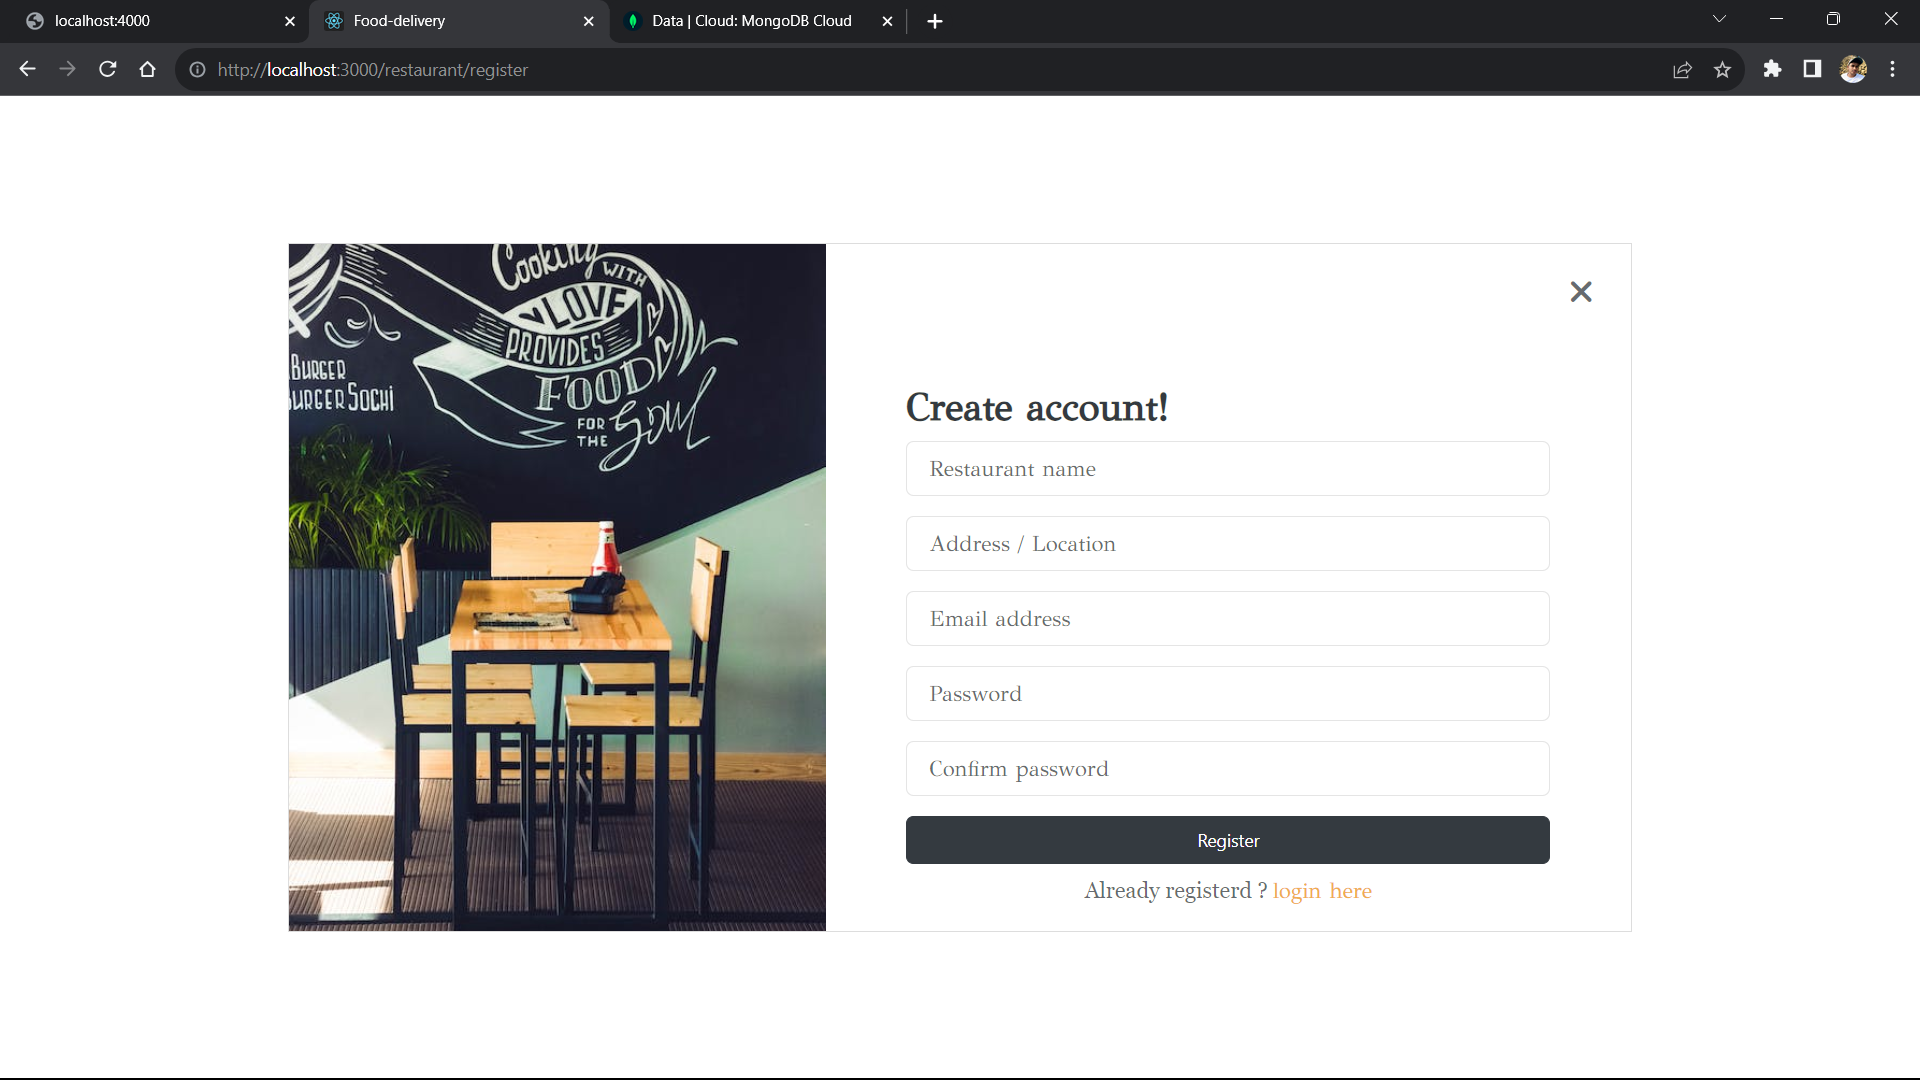 localhost:4000
Food-delivery
Data | Cloud: MongoDB Cloud
http://localhost:3000/restaurant/register
Cooking
WITH
LOVE
PROVIDES
FOOD
FOR
THE
Soul
BURGER
URGER SOCHI
Create account!
Restaurant name
Address / Location
Email address
Password
Confirm password
Register
Already registerd ? login here